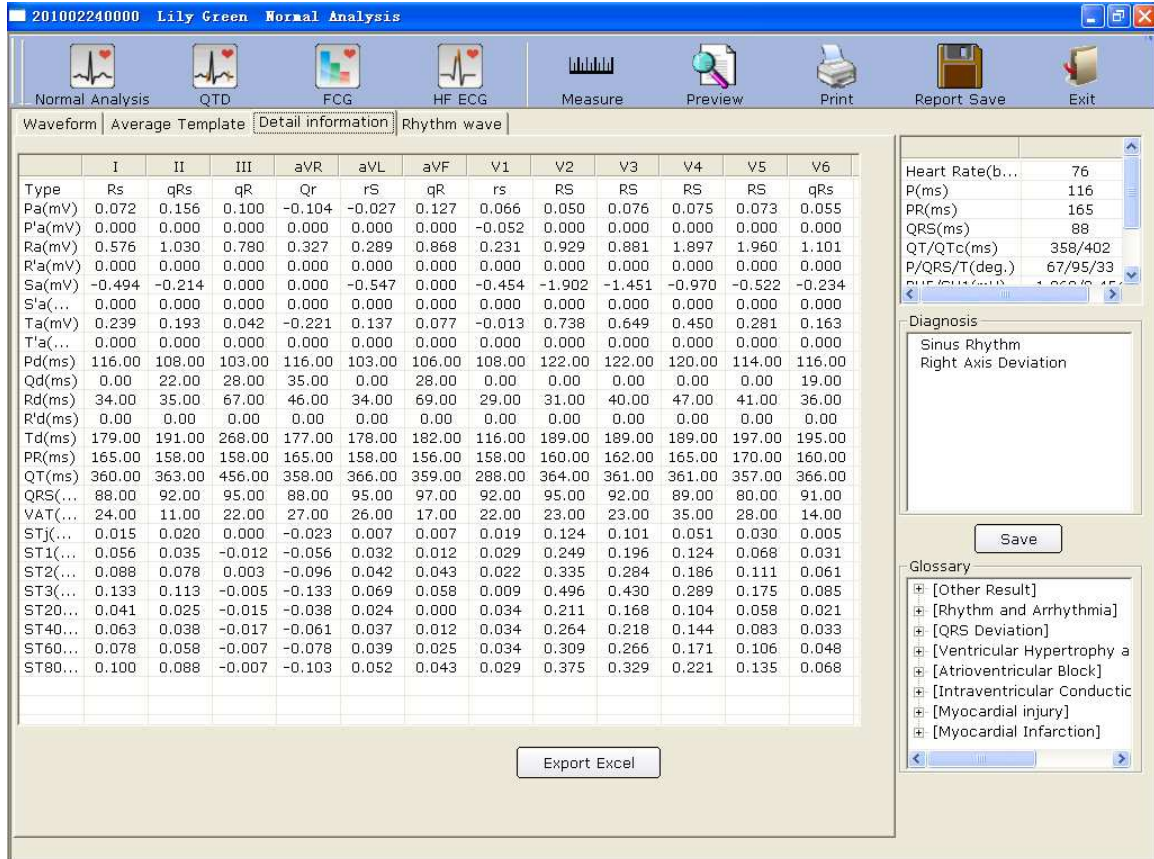 201002240000 Lily Green Normal Analysis
Normal Analysis QTD FCG HF ECG Measure Preview Print Report Save Exit
Waveform Average Template Detail information Rhythm wave
I II III aVR aVL aVF V1 V2 V3 V4 V5 V6
Type Rs qRs qR Qr rS qR rs RS RS RS RS qRs
Pa(mV) 0.072 0.156 0.100 -0.104 -0.027 0.127 0.066 0.050 0.076 0.075 0.073 0.055
P'a(mV) 0.000 0.000 0.000 0.000 0.000 0.000 -0.052 0.000 0.000 0.000 0.000 0.000
Ra(mV) 0.576 1.030 0.780 0.327 0.289 0.868 0.231 0.929 0.881 1.897 1.960 1.101
R'a(mV) 0.000 0.000 0.000 0.000 0.000 0.000 0.000 0.000 0.000 0.000 0.000 0.000
Sa(mV) -0.494 -0.214 0.000 0.000 -0.547 0.000 -0.454 -1.902 -1.451 -0.970 -0.522 -0.234
S'a(... 0.000 0.000 0.000 0.000 0.000 0.000 0.000 0.000 0.000 0.000 0.000 0.000
Ta(mV) 0.239 0.193 0.042 -0.221 0.137 0.077 -0.013 0.738 0.649 0.450 0.281 0.163
T'a(... 0.000 0.000 0.000 0.000 0.000 0.000 0.000 0.000 0.000 0.000 0.000 0.000
Pd(ms) 116.00 108.00 103.00 116.00 103.00 106.00 108.00 122.00 122.00 120.00 114.00 116.00
Qd(ms) 0.00 22.00 28.00 35.00 0.00 28.00 0.00 0.00 0.00 0.00 0.00 19.00
Rd(ms) 34.00 35.00 67.00 46.00 34.00 69.00 29.00 31.00 40.00 47.00 41.00 36.00
R'd(ms) 0.00 0.00 0.00 0.00 0.00 0.00 0.00 0.00 0.00 0.00 0.00 0.00
Td(ms) 179.00 191.00 268.00 177.00 178.00 182.00 116.00 189.00 189.00 189.00 197.00 195.00
PR(ms) 165.00 158.00 158.00 165.00 158.00 156.00 158.00 160.00 162.00 165.00 170.00 160.00
QT(ms) 360.00 363.00 456.00 358.00 366.00 359.00 288.00 364.00 361.00 361.00 357.00 366.00
QRS(... 88.00 92.00 95.00 88.00 95.00 97.00 92.00 95.00 92.00 89.00 80.00 91.00
VAT(... 24.00 11.00 22.00 27.00 26.00 17.00 22.00 23.00 23.00 35.00 28.00 14.00
STj(... 0.015 0.020 0.000 -0.023 0.007 0.007 0.019 0.124 0.101 0.051 0.030 0.005
ST1(... 0.056 0.035 -0.012 -0.056 0.032 0.012 0.029 0.249 0.196 0.124 0.068 0.031
ST2(... 0.088 0.078 0.003 -0.096 0.042 0.043 0.022 0.335 0.284 0.186 0.111 0.061
ST3(... 0.133 0.113 -0.005 -0.133 0.069 0.058 0.009 0.496 0.430 0.289 0.175 0.085
ST20... 0.041 0.025 -0.015 -0.038 0.024 0.000 0.034 0.211 0.168 0.104 0.058 0.021
ST40... 0.063 0.038 -0.017 -0.061 0.037 0.012 0.034 0.264 0.218 0.144 0.083 0.033
ST60... 0.078 0.058 -0.007 -0.078 0.039 0.025 0.034 0.309 0.266 0.171 0.106 0.048
ST80... 0.100 0.088 -0.007 -0.103 0.052 0.043 0.029 0.375 0.329 0.221 0.135 0.068
Export Excel
Heart Rate(b... 76
P(ms) 116
PR(ms) 165
QRS(ms) 88
QT/QTc(ms) 358/402
P/QRS/T(deg.) 67/95/33
Diagnosis
Sinus Rhythm
Right Axis Deviation
Save
Glossary
[Other Result]
[Rhythm and Arrhythmia]
[QRS Deviation]
[Ventricular Hypertrophy a
[Atrioventricular Block]
[Intraventricular Conductic
[Myocardial injury]
[Myocardial Infarction]